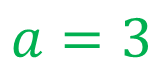 a = 3